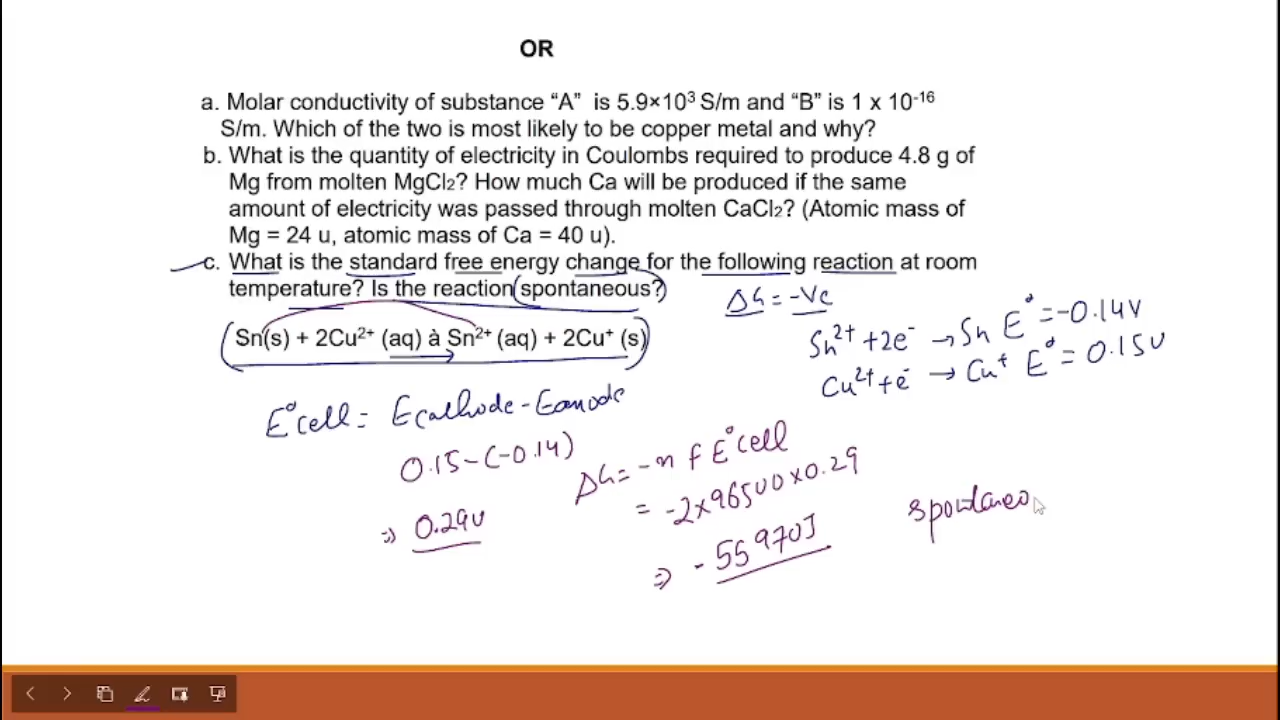 OR
a. Molar conductivity of substance “A” is 5.9×10³ S/m and “B” is 1 x 10⁻¹⁶
S/m. Which of the two is most likely to be copper metal and why?
b. What is the quantity of electricity in Coulombs required to produce 4.8 g of
Mg from molten MgCl₂? How much Ca will be produced if the same
amount of electricity was passed through molten CaCl₂? (Atomic mass of
Mg = 24 u, atomic mass of Ca = 40 u).
c. What is the standard free energy change for the following reaction at room
temperature? Is the reaction spontaneous?
Sn(s) + 2Cu²⁺ (aq) à Sn²⁺ (aq) + 2Cu⁺ (s)
ΔG = -Ve
Sn²⁺ + 2e⁻ → Sn E° = -0.14V
Cu²⁺ + e⁻ → Cu⁺ E° = 0.15V
E°cell = Ecathode - Eanode
0.15 - (-0.14)
⇒ 0.29V
ΔG = -n F E°cell
= -2×96500×0.29
⇒ -55970J
spontaneo